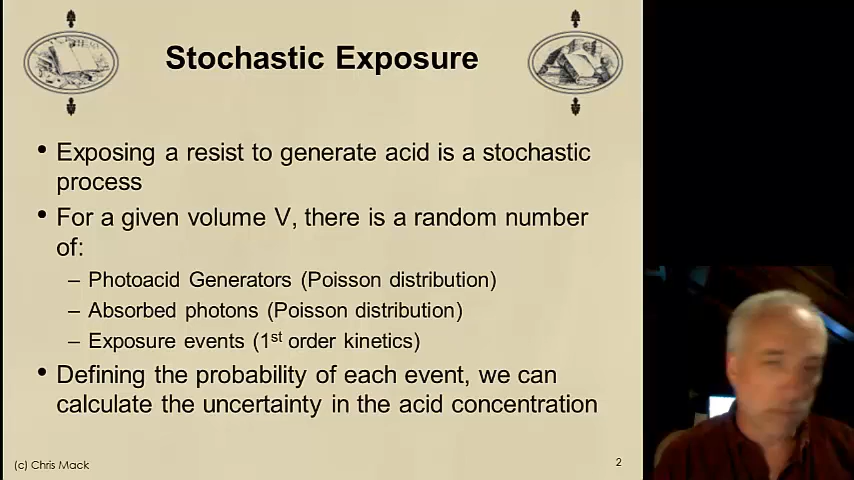 Stochastic Exposure
• Exposing a resist to generate acid is a stochastic
process
• For a given volume V, there is a random number
of:
– Photoacid Generators (Poisson distribution)
– Absorbed photons (Poisson distribution)
– Exposure events (1st order kinetics)
• Defining the probability of each event, we can
calculate the uncertainty in the acid concentration
(c) Chris Mack
2